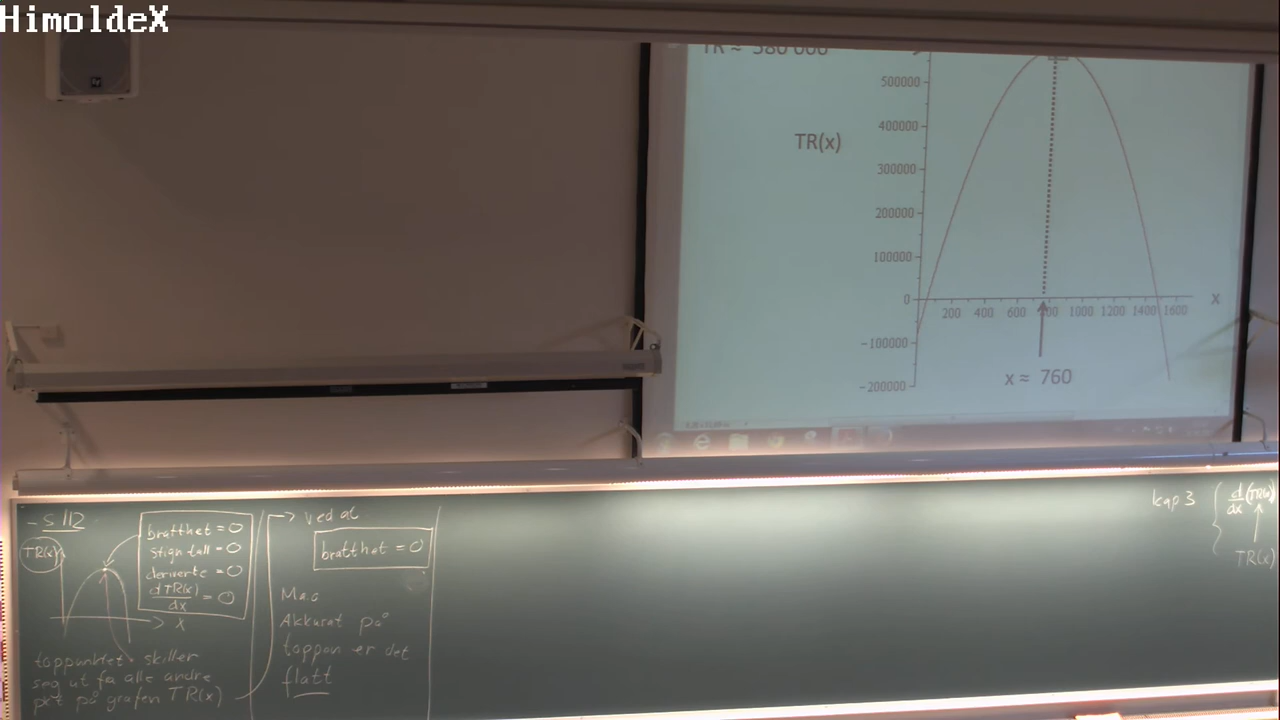 HimoldeX
TR ≈ 580 000
TR(x)
500000
400000
300000
200000
100000
0
-100000
-200000
200 400 600 800 1000 1200 1400 1600
x
x ≈ 760
- S 112
TR(x)
x
bratthet = 0
stign tall = 0
deriverte = 0
dTR(x)/dx = 0
toppunktet skiller
seg ut fa alle andre
pkt på grafen TR(x)
→ ved at
bratthet = 0
M.a.o
Akkurat på
toppen er det
flatt
kap 3
d/dx (TR(x)
TR(x)